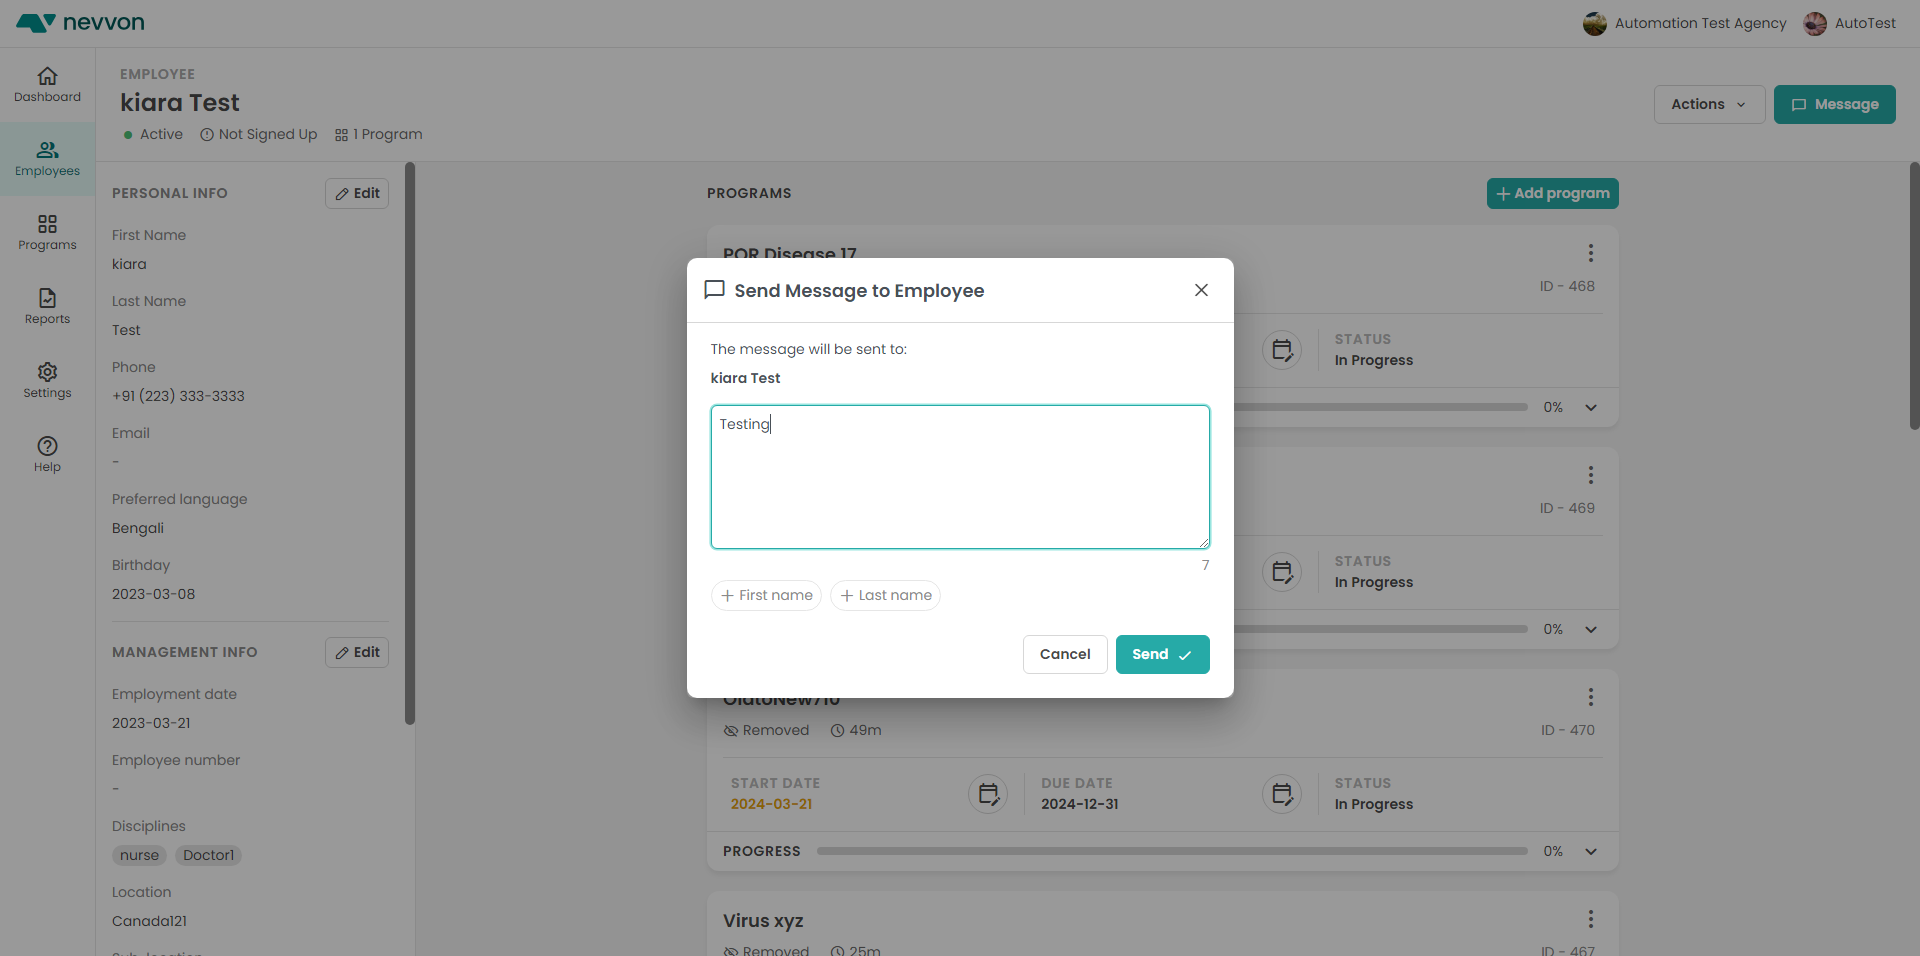 nevvon
Automation Test Agency
AutoTest
Dashboard
Employees
Programs
Reports
Settings
Help
EMPLOYEE
kiara Test
Active
Not Signed Up
1 Program
Actions
Message
PERSONAL INFO
Edit
First Name
kiara
Last Name
Test
Phone
+91 (223) 333-3333
Email
-
Preferred language
Bengali
Birthday
2023-03-08
MANAGEMENT INFO
Edit
Employment date
2023-03-21
Employee number
-
Disciplines
nurse
Doctor1
Location
Canada121
Sub-location
PROGRAMS
+ Add program
POR Disease 17
ID - 468
STATUS
In Progress
0%
ID - 469
STATUS
In Progress
0%
OldtoNew710
Removed
49m
ID - 470
START DATE
2024-03-21
DUE DATE
2024-12-31
STATUS
In Progress
PROGRESS
0%
Virus xyz
Removed
25m
ID - 467
Send Message to Employee
The message will be sent to:
kiara Test
Testing
7
+ First name
+ Last name
Cancel
Send